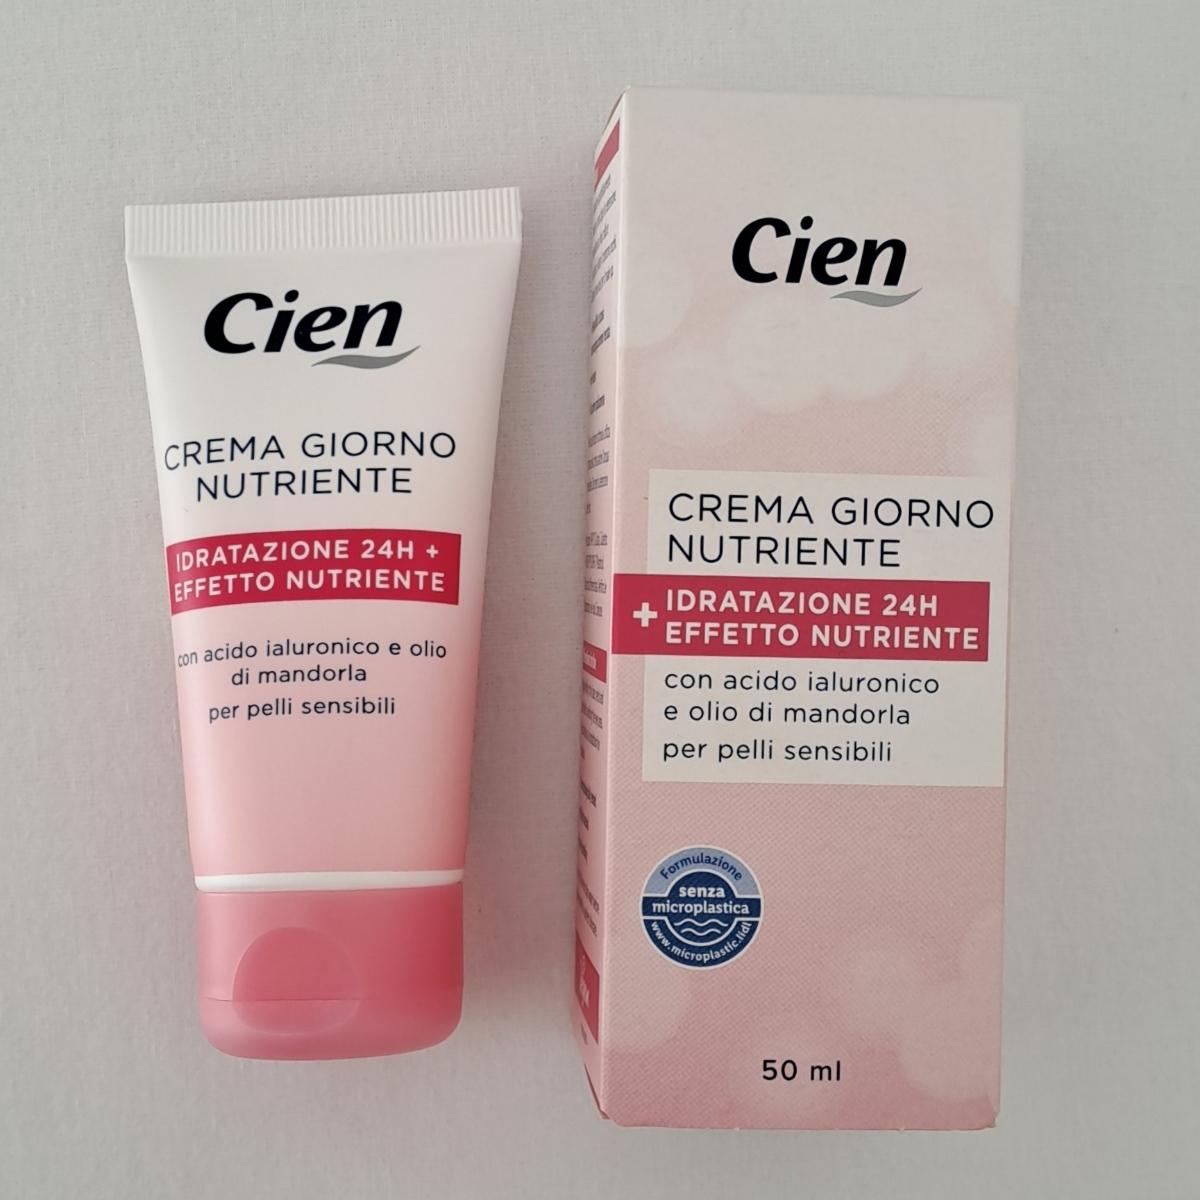 Cien
CREMA GIORNO
NUTRIENTE
IDRATAZIONE 24H +
EFFETTO NUTRIENTE
con acido ialuronico e olio
di mandorla
per pelli sensibili
Cien
CREMA GIORNO
NUTRIENTE
+ IDRATAZIONE 24H
EFFETTO NUTRIENTE
con acido ialuronico
e olio di mandorla
per pelli sensibili
Formulazione
senza
microplastica
www.microplastic.lidl
50 ml